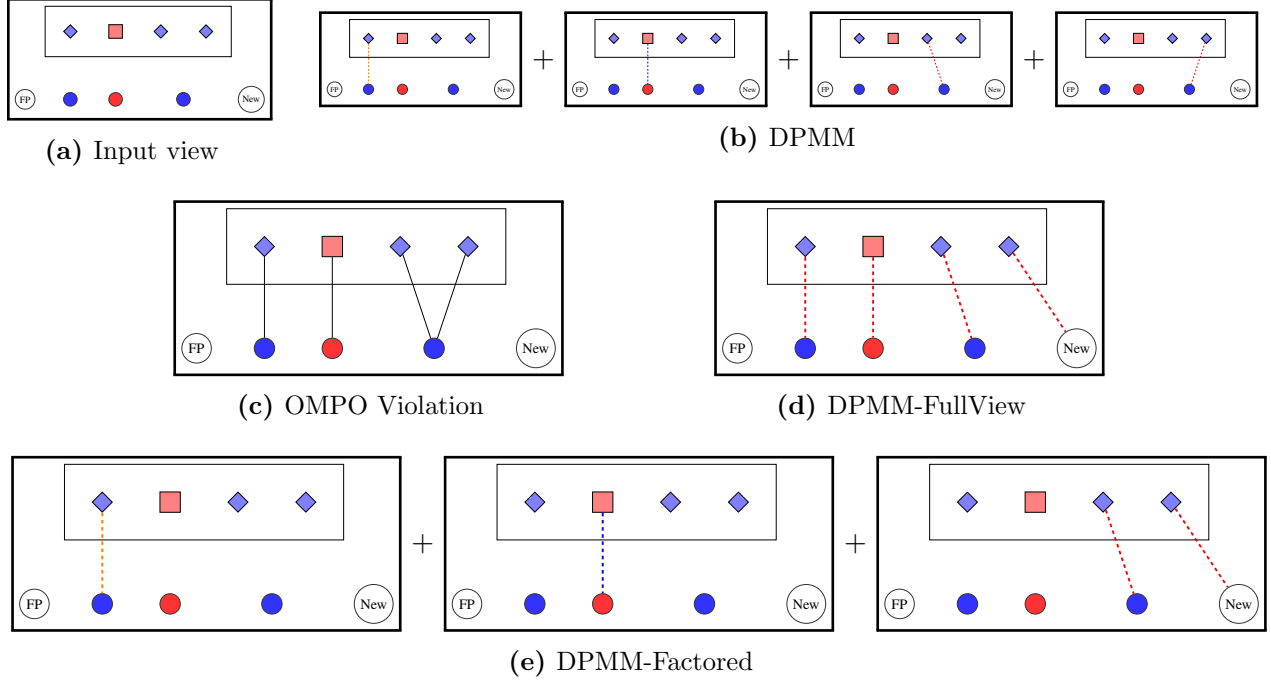 FP New
FP New + FP New + FP New + FP New
(a) Input view
(b) DPMM
FP New
FP New
(c) OMPO Violation
(d) DPMM-FullView
FP New + FP New + FP New
(e) DPMM-Factored